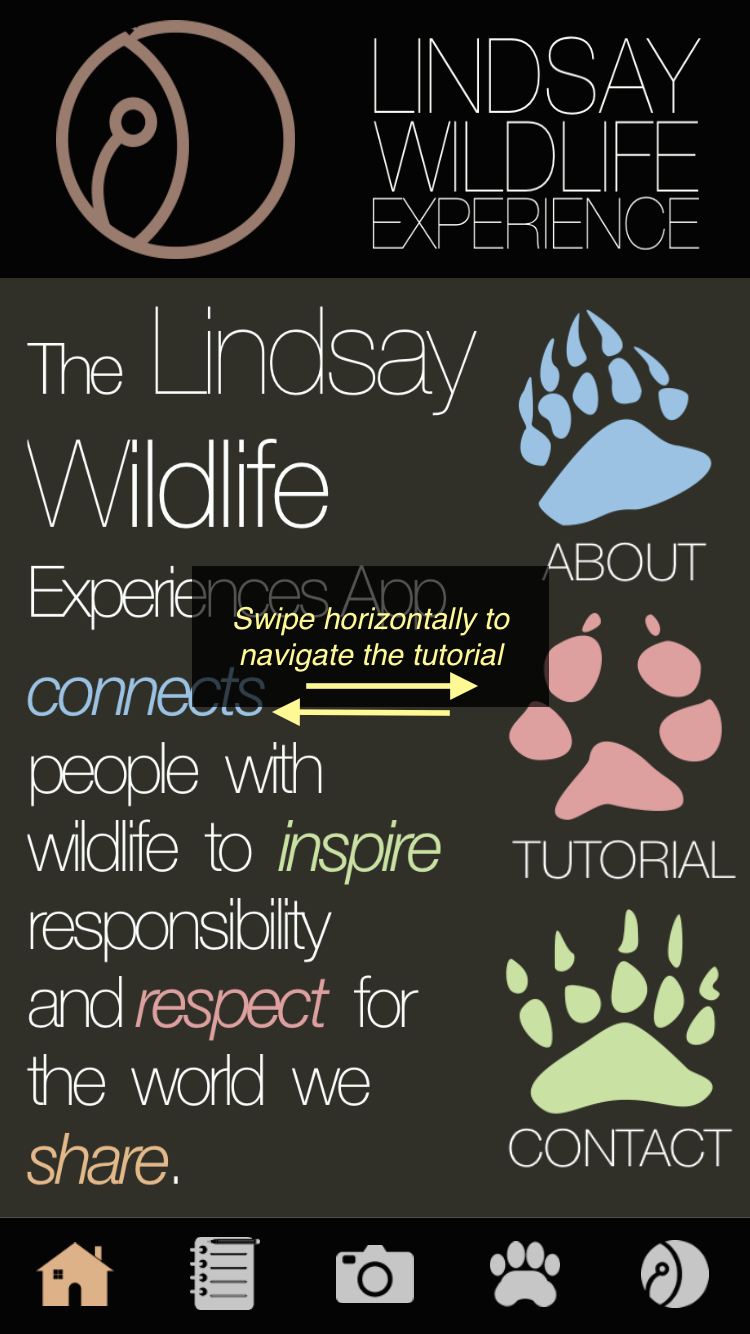 LINDSAY
WILDLIFE
EXPERIENCE
The Lindsay
Wildlife
Experiences App
connects
people with
wildlife to inspire
responsibility
and respect for
the world we
share.
Swipe horizontally to
navigate the tutorial
ABOUT
TUTORIAL
CONTACT